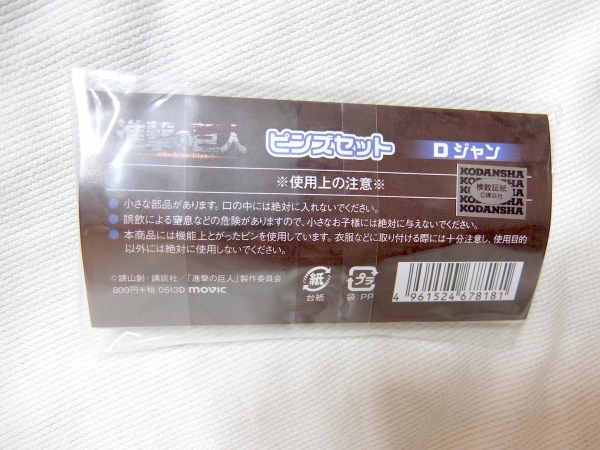 進撃の巨人
attack on titan
ピンズセット
D ジャン
※使用上の注意※
● 小さな部品があります。口の中には絶対に入れないでください。
● 誤飲による窒息などの危険がありますので、小さなお子様には絶対に与えないでください。
● 本商品には機能上とがったピンを使用しています。衣服などに取り付ける際には十分注意し、使用目的
以外には絶対に使用しないでください。
KODANSHA
検数証紙
©講談社
KODANSHA
©諫山創・講談社/「進撃の巨人」製作委員会
800円+税 0513D movic
紙
台紙
プラ
袋：PP
4 961524 678181